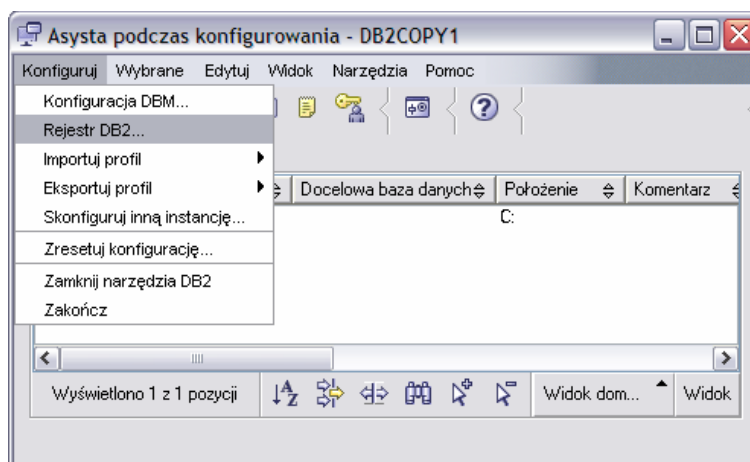 Asysta podczas konfigurowania - DB2COPY1
Konfiguruj Wybrane Edytuj Widok Narzędzia Pomoc
Konfiguracja DBM...
Rejestr DB2...
Importuj profil
Eksportuj profil
Skonfiguruj inną instancję...
Zresetuj konfigurację...
Zamknij narzędzia DB2
Zakończ
Docelowa baza danych Położenie Komentarz
C:
Wyświetlono 1 z 1 pozycji
Widok dom... Widok